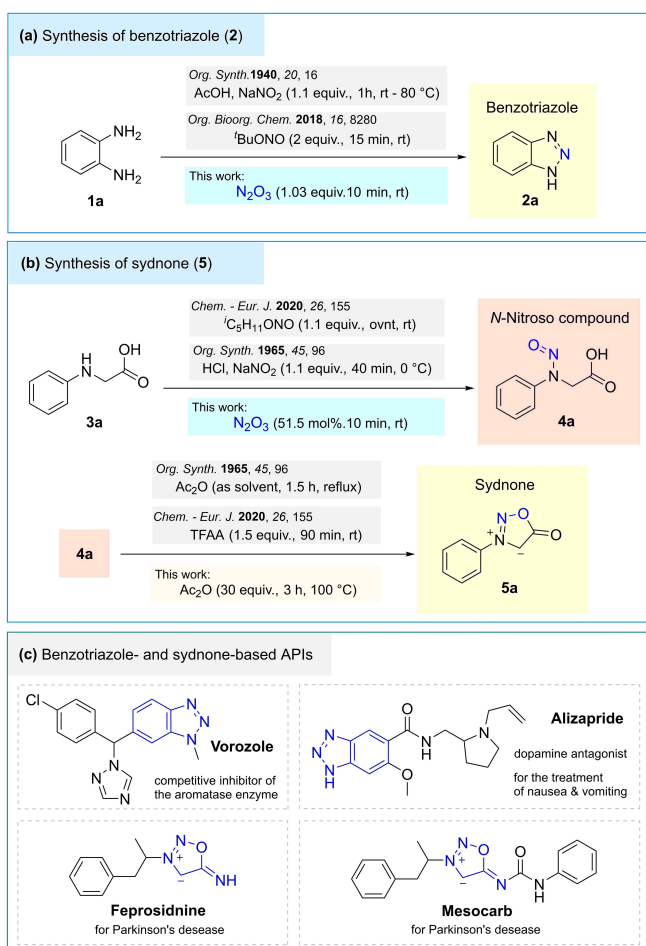 (a) Synthesis of benzotriazole (2)
Org. Synth.1940, 20, 16
AcOH, NaNO2 (1.1 equiv., 1h, rt - 80 °C)
Org. Bioorg. Chem. 2018, 16, 8280
tBuONO (2 equiv., 15 min, rt)
This work:
N2O3 (1.03 equiv.10 min, rt)
NH2
NH2
1a
Benzotriazole
N
N
N
H
2a
(b) Synthesis of sydnone (5)
Chem. - Eur. J. 2020, 26, 155
iC5H11ONO (1.1 equiv., ovnt, rt)
Org. Synth. 1965, 45, 96
HCl, NaNO2 (1.1 equiv., 40 min, 0 °C)
This work:
N2O3 (51.5 mol%.10 min, rt)
H
N
OH
O
3a
N-Nitroso compound
O
N
N
OH
O
4a
Org. Synth. 1965, 45, 96
Ac2O (as solvent, 1.5 h, reflux)
Chem. - Eur. J. 2020, 26, 155
TFAA (1.5 equiv., 90 min, rt)
This work:
Ac2O (30 equiv., 3 h, 100 °C)
4a
Sydnone
N
O
+
N
O
−
5a
(c) Benzotriazole- and sydnone-based APIs
Cl
N
N
N
N
N
N
Vorozole
competitive inhibitor of
the aromatase enzyme
O
N
N
N
H
N
H
N
O
Alizapride
dopamine antagonist
for the treatment
of nausea & vomiting
N
O
N
+
−
NH
Feprosidnine
for Parkinson's desease
N
O
N
+
−
N
O
N
H
Mesocarb
for Parkinson's desease